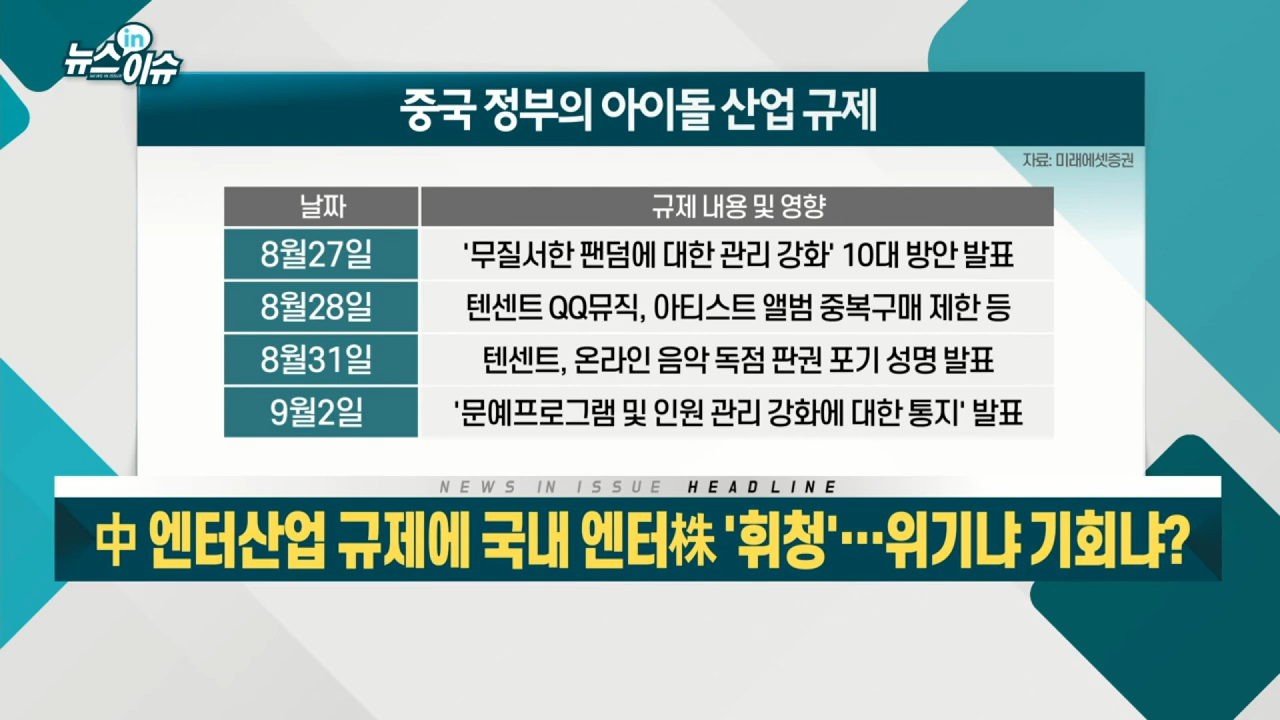 뉴스in이슈
NEWS IN ISSUE
중국 정부의 아이돌 산업 규제
자료: 미래에셋증권
날짜 규제 내용 및 영향
8월27일 '무질서한 팬덤에 대한 관리 강화' 10대 방안 발표
8월28일 텐센트 QQ뮤직, 아티스트 앨범 중복구매 제한 등
8월31일 텐센트, 온라인 음악 독점 판권 포기 성명 발표
9월2일 '문예프로그램 및 인원 관리 강화에 대한 통지' 발표
NEWS IN ISSUE HEADLINE
中 엔터산업 규제에 국내 엔터株 '휘청'…위기냐 기회냐?